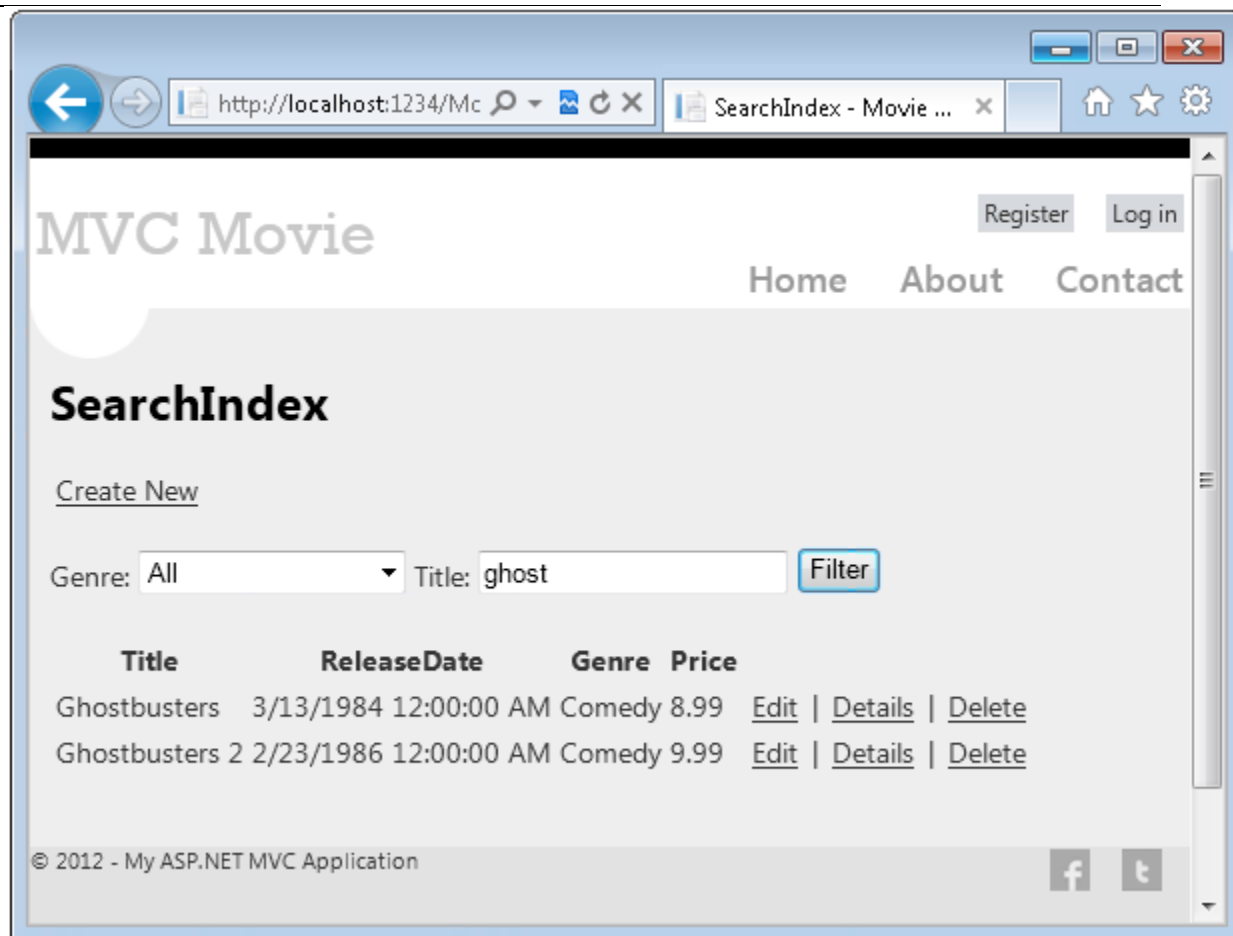 http://localhost:1234/Mc
SearchIndex - Movie ...
MVC Movie
Register Log in
Home About Contact
SearchIndex
Create New
Genre: All Title: ghost Filter
Title ReleaseDate Genre Price
Ghostbusters 3/13/1984 12:00:00 AM Comedy 8.99 Edit | Details | Delete
Ghostbusters 2 2/23/1986 12:00:00 AM Comedy 9.99 Edit | Details | Delete
© 2012 - My ASP.NET MVC Application
f t